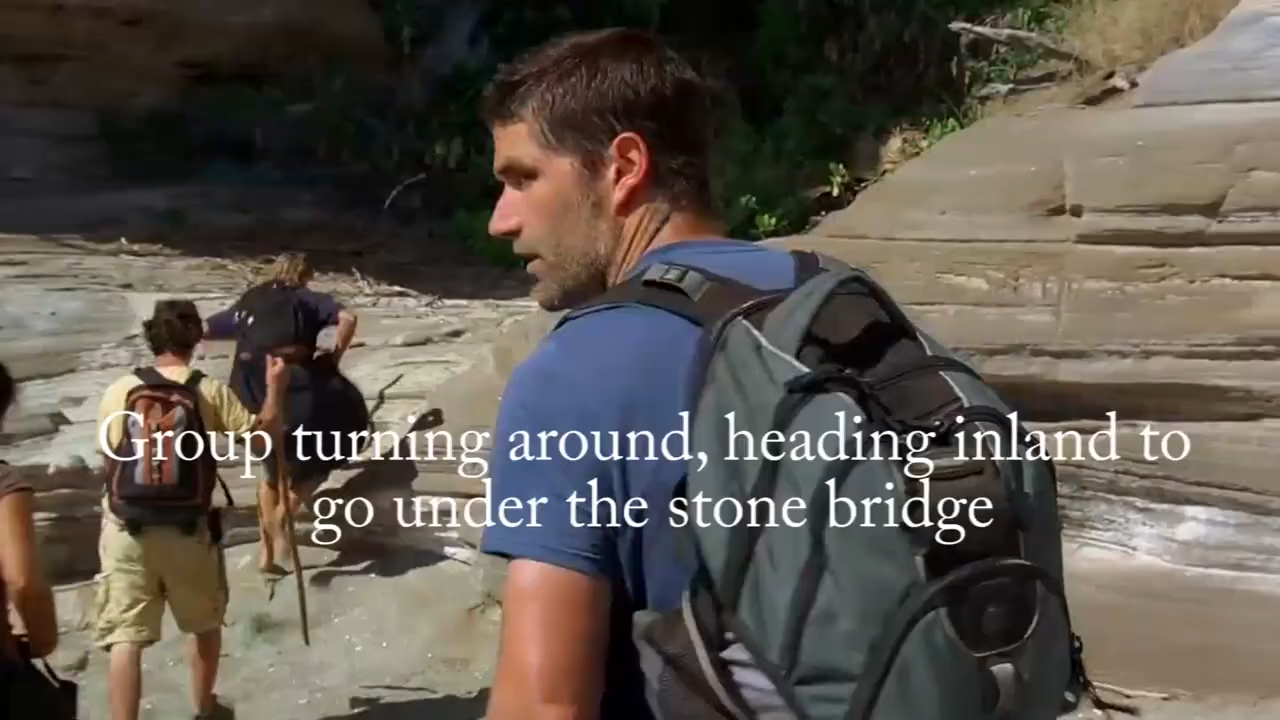 Group turning around, heading inland to
go under the stone bridge